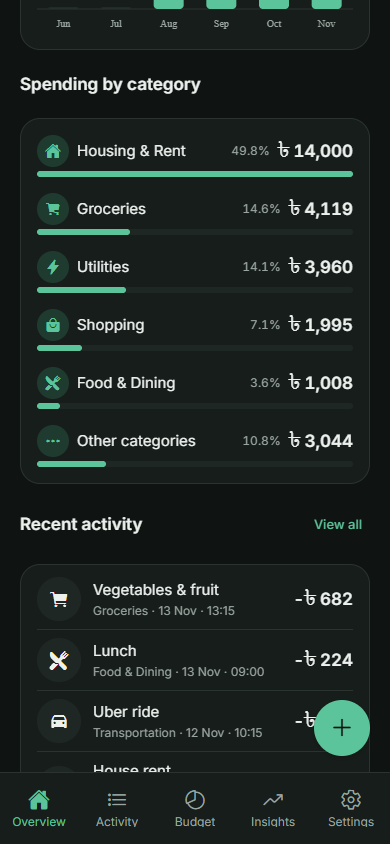 Jun Jul Aug Sep Oct Nov
Spending by category
Housing & Rent 49.8% ৳ 14,000
Groceries 14.6% ৳ 4,119
Utilities 14.1% ৳ 3,960
Shopping 7.1% ৳ 1,995
Food & Dining 3.6% ৳ 1,008
Other categories 10.8% ৳ 3,044
Recent activity View all
Vegetables & fruit -৳ 682
Groceries · 13 Nov · 13:15
Lunch -৳ 224
Food & Dining · 13 Nov · 09:00
Uber ride -৳
Transportation · 12 Nov · 10:15
House rent
Overview Activity Budget Insights Settings